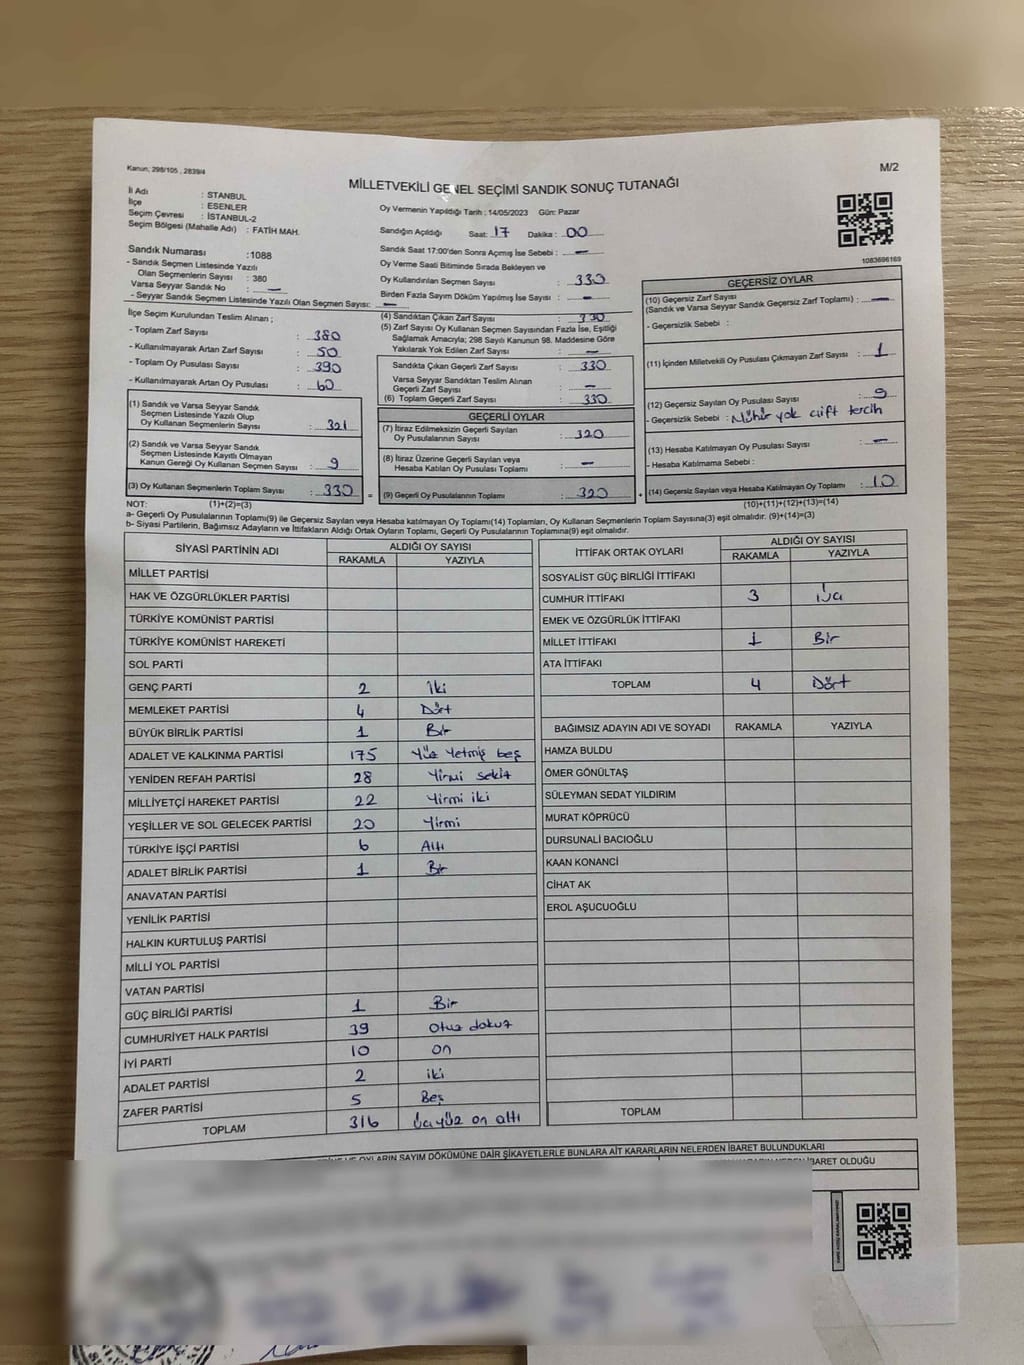 Kanun; 298/105 , 2839/4
M/2
MİLLETVEKİLİ GENEL SEÇİMİ SANDIK SONUÇ TUTANAĞI
İl Adı : STANBUL
İlçe : ESENLER
Seçim Çevresi : İSTANBUL-2
Seçim Bölgesi (Mahalle Adı) : FATİH MAH.
Oy Vermenin Yapıldığı Tarih : 14/05/2023 Gün: Pazar
Sandığın Açıldığı Saat: 17 Dakika : 00
Sandık Saat 17:00'den Sonra Açımış İse Sebebi : —
Oy Verme Saati Bitiminde Sırada Bekleyen ve
Oy Kullandırılan Seçmen Sayısı : 330
Birden Fazla Sayım Döküm Yapılmış İse Sayısı : —
1083696169
Sandık Numarası :1088
- Sandık Seçmen Listesinde Yazılı
Olan Seçmenlerin Sayısı : 380
Varsa Seyyar Sandık No : —
- Seyyar Sandık Seçmen Listesinde Yazılı Olan Seçmen Sayısı: —
İlçe Seçim Kurulundan Teslim Alınan ;
- Toplam Zarf Sayısı : 380
- Kullanılmayarak Artan Zarf Sayısı : 50
- Toplam Oy Pusulası Sayısı : 390
- Kullanılmayarak Artan Oy Pusulası : 60
(1) Sandık ve Varsa Seyyar Sandık
Seçmen Listesinde Yazılı Olup
Oy Kullanan Seçmenlerin Sayısı : 321
(2) Sandık ve Varsa Seyyar Sandık
Seçmen Listesinde Kayıtlı Olmayan
Kanun Gereği Oy Kullanan Seçmen Sayısı : 9
(3) Oy Kullanan Seçmenlerin Toplam Sayısı : 330 =
(4) Sandıktan Çıkan Zarf Sayısı : 330
(5) Zarf Sayısı Oy Kullanan Seçmen Sayısından Fazla İse, Eşitliği
Sağlamak Amacıyla; 298 Sayılı Kanunun 98. Maddesine Göre
Yakılarak Yok Edilen Zarf Sayısı : —
Sandıkta Çıkan Geçerli Zarf Sayısı : 330
Varsa Seyyar Sandıktan Teslim Alınan
Geçerli Zarf Sayısı : —
(6) Toplam Geçerli Zarf Sayısı : 330
GEÇERLİ OYLAR
(7) İtiraz Edilmeksizin Geçerli Sayılan
Oy Pusulalarının Sayısı : 320
(8) İtiraz Üzerine Geçerli Sayılan veya
Hesaba Katılan Oy Pusulası Toplamı : —
(9) Geçerli Oy Pusulalarının Toplamı : 320 +
GEÇERSİZ OYLAR
(10) Geçersiz Zarf Sayısı
(Sandık ve Varsa Seyyar Sandık Geçersiz Zarf Toplamı) : —
- Geçersizlik Sebebi :
(11) İçinden Milletvekili Oy Pusulası Çıkmayan Zarf Sayısı : 1
(12) Geçersiz Sayılan Oy Pusulası Sayısı : 9
- Geçersizlik Sebebi : Mühür yok çift tercih
(13) Hesaba Katılmayan Oy Pusulası Sayısı : —
- Hesaba Katılmama Sebebi :
(14) Geçersiz Sayılan veya Hesaba Katılmayan Oy Toplamı : 10
NOT: (1)+(2)=(3)
(10)+(11)+(12)+(13)=(14)
a- Geçerli Oy Pusulaları Toplamı(9) ile Geçersiz Sayılan veya Hesaba katılmayan Oy Toplamı(14) Toplamları, Oy Kullanan Seçmenlerin Toplam Sayısına(3) eşit olmalıdır. (9)+(14)=(3)
b- Siyasi Partilerin, Bağımsız Adayların ve İttifakların Aldığı Ortak Oyların Toplamı, Geçerli Oy Pusulalarının Toplamına(9) eşit olmalıdır.
SİYASİ PARTİNİN ADI ALDIĞI OY SAYISI
RAKAMLA YAZIYLA
MİLLET PARTİSİ
HAK VE ÖZGÜRLÜKLER PARTİSİ
TÜRKİYE KOMÜNİST PARTİSİ
TÜRKİYE KOMÜNİST HAREKETİ
SOL PARTİ
GENÇ PARTİ 2 İki
MEMLEKET PARTİSİ 4 Dört
BÜYÜK BİRLİK PARTİSİ 1 Bir
ADALET VE KALKINMA PARTİSİ 175 Yüz Yetmiş beş
YENİDEN REFAH PARTİSİ 28 Yirmi sekiz
MİLLİYETÇİ HAREKET PARTİSİ 22 Yirmi iki
YEŞİLLER VE SOL GELECEK PARTİSİ 20 Yirmi
TÜRKİYE İŞÇİ PARTİSİ 6 Altı
ADALET BİRLİK PARTİSİ 1 Bir
ANAVATAN PARTİSİ
YENİLİK PARTİSİ
HALKIN KURTULUŞ PARTİSİ
MİLLİ YOL PARTİSİ
VATAN PARTİSİ
GÜÇ BİRLİĞİ PARTİSİ 1 Bir
CUMHURİYET HALK PARTİSİ 39 Otuz dokuz
İYİ PARTİ 10 on
ADALET PARTİSİ 2 iki
ZAFER PARTİSİ 5 Beş
TOPLAM 316 üçyüz on altı
İTTİFAK ORTAK OYLARI ALDIĞI OY SAYISI
RAKAMLA YAZIYLA
SOSYALİST GÜÇ BİRLİĞİ İTTİFAKI
CUMHUR İTTİFAKI 3 Üç
EMEK VE ÖZGÜRLÜK İTTİFAKI
MİLLET İTTİFAKI 1 Bir
ATA İTTİFAKI
TOPLAM 4 Dört
BAĞIMSIZ ADAYIN ADI VE SOYADI RAKAMLA YAZIYLA
HAMZA BULDU
ÖMER GÖNÜLTAŞ
SÜLEYMAN SEDAT YILDIRIM
MURAT KÖPRÜCÜ
DURSUNALİ BACIOĞLU
KAAN KONANCİ
CİHAT AK
EROL AŞUCUOĞLU
TOPLAM
OYLARIN SAYIM DÖKÜMÜNE DAİR ŞİKAYETLERLE BUNLARA AİT KARARLARIN NELERDEN İBARET BULUNDUKLARI
İBARET OLDUĞU